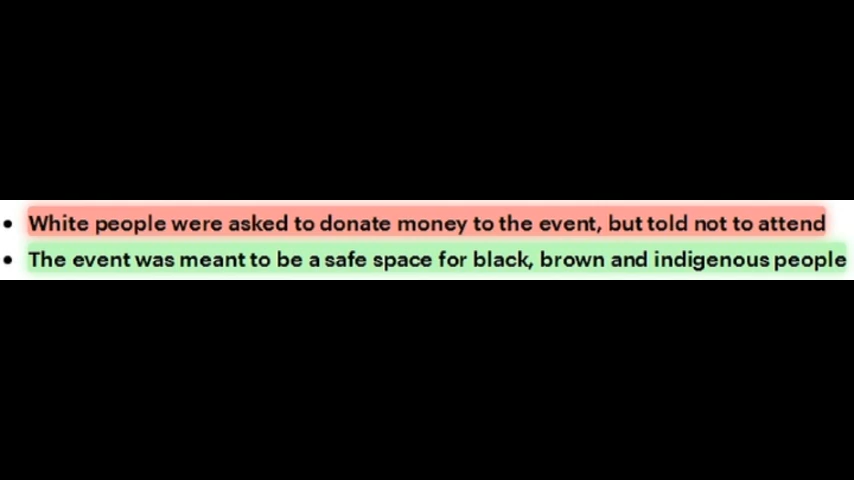 • White people were asked to donate money to the event, but told not to attend
• The event was meant to be a safe space for black, brown and indigenous people